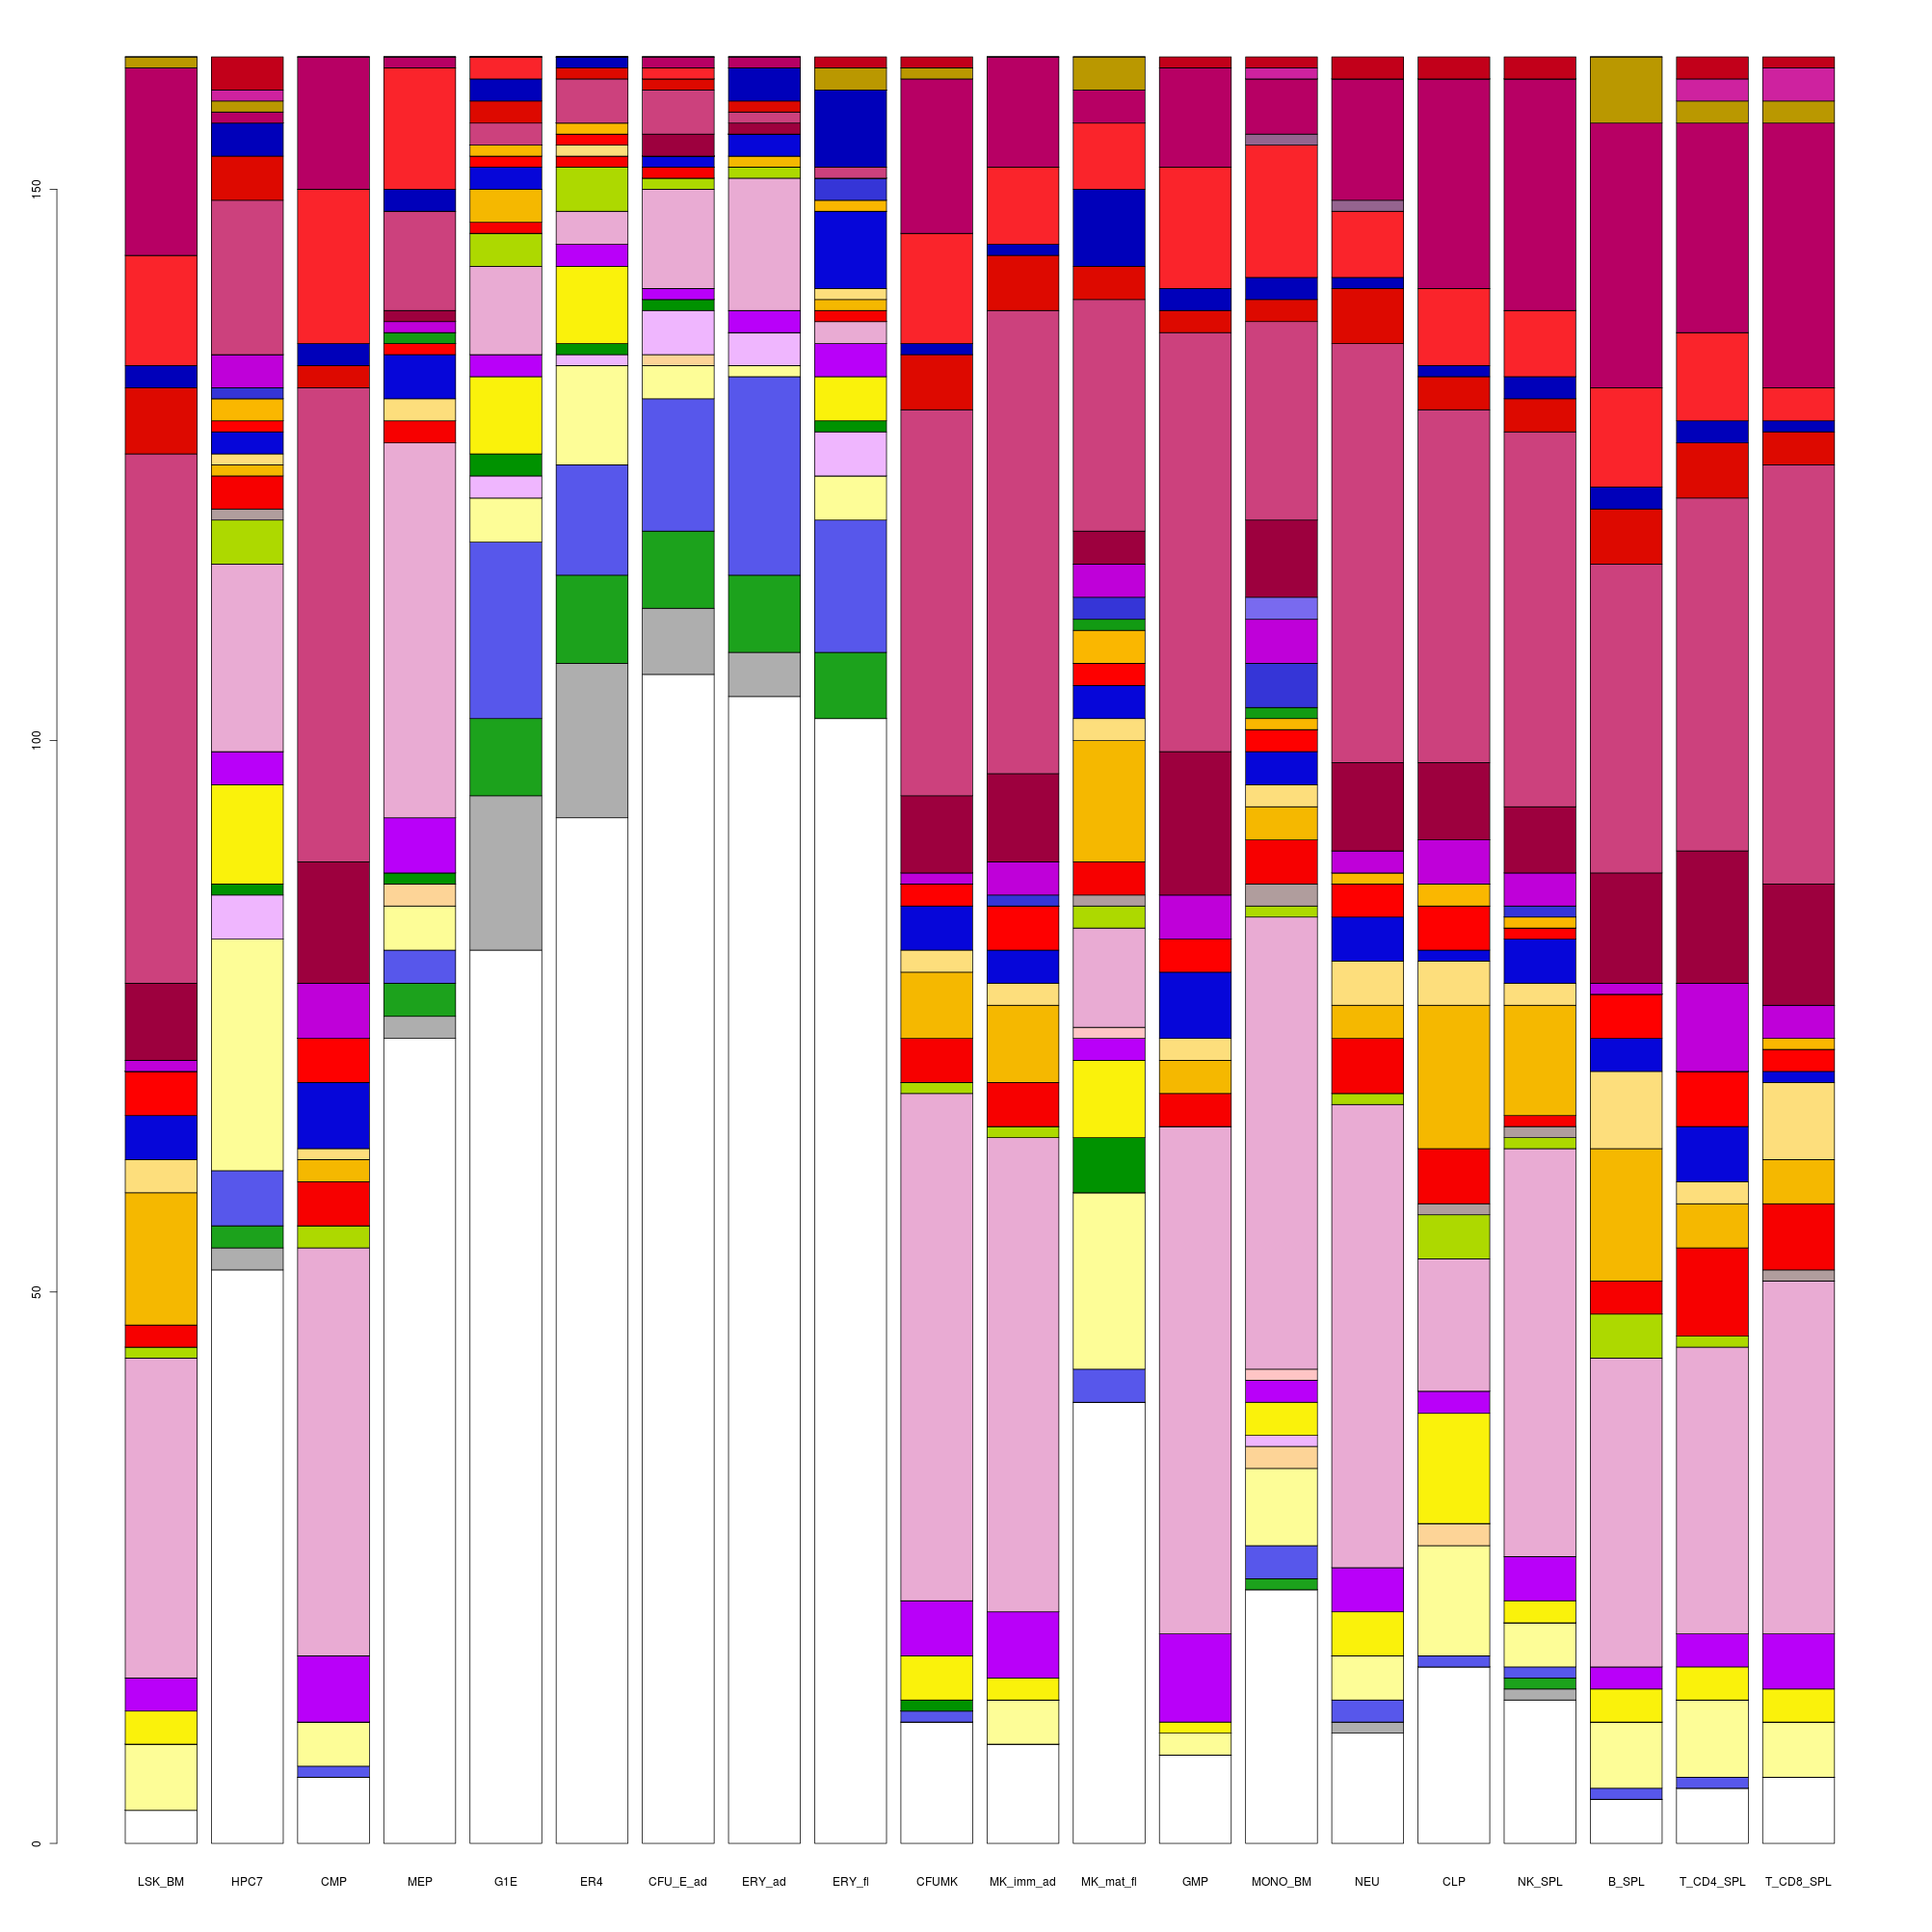 150
100
50
0
LSK_BM HPC7 CMP MEP G1E ER4 CFU_E_ad ERY_ad ERY_fl CFUMK MK_imm_ad MK_mat_fl GMP MONO_BM NEU CLP NK_SPL B_SPL T_CD4_SPL T_CD8_SPL